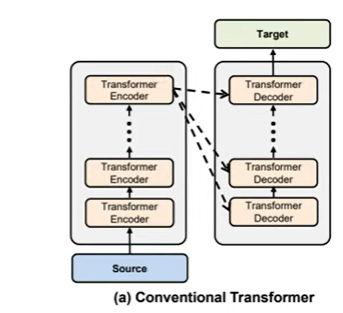 Target
Transformer
Encoder
Transformer
Decoder
Transformer
Encoder
Transformer
Decoder
Transformer
Encoder
Transformer
Decoder
Source
(a) Conventional Transformer